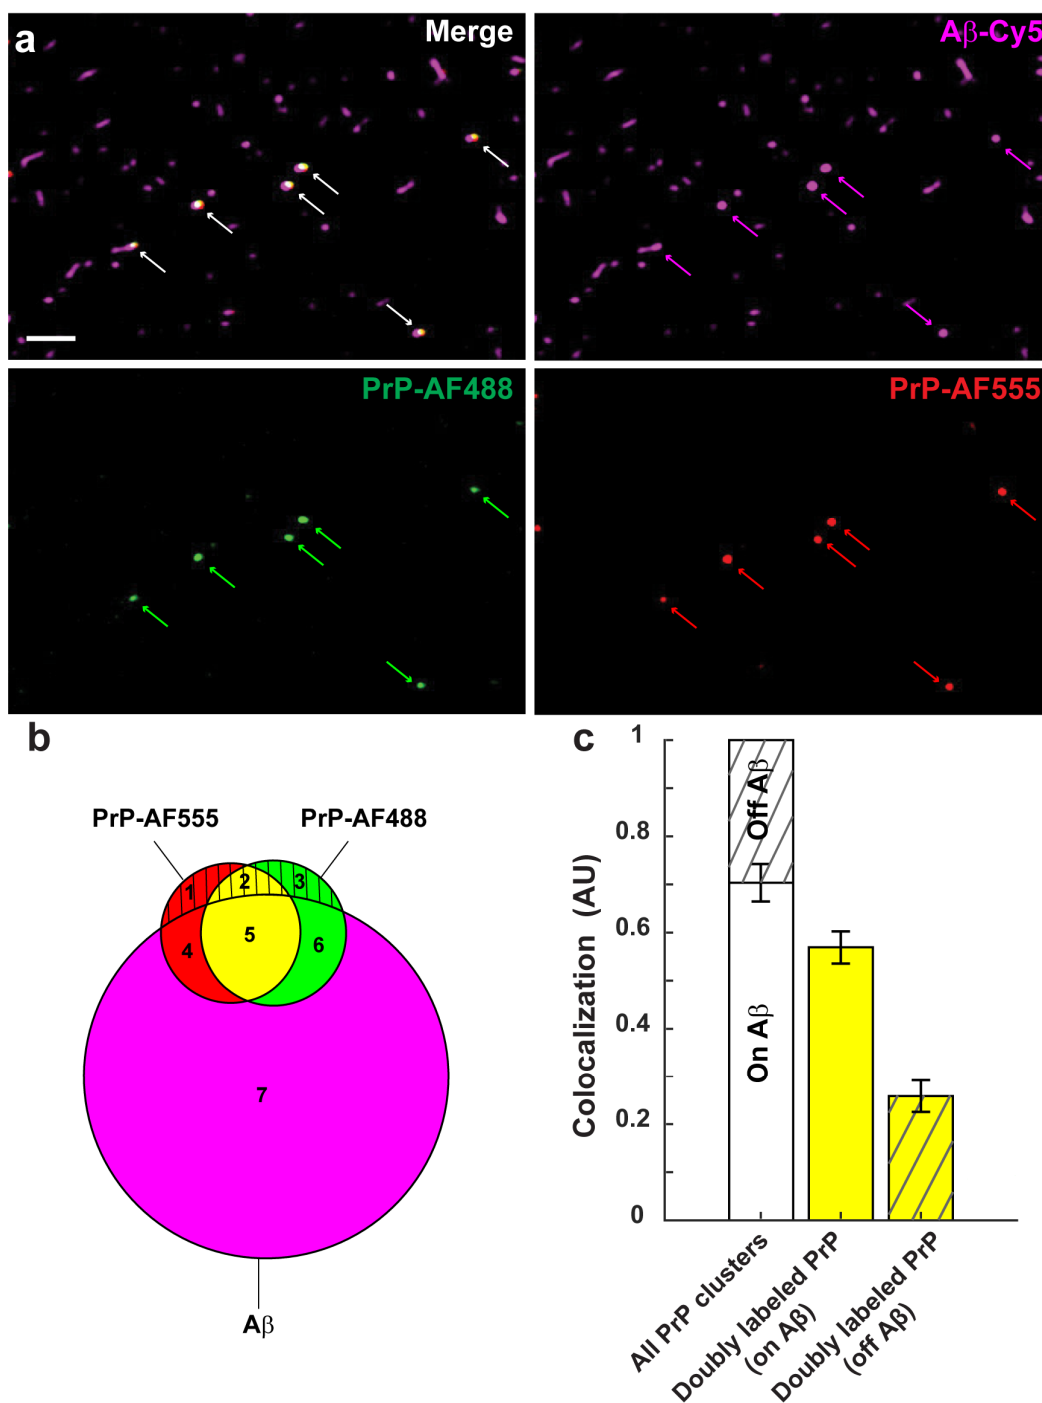 a
Merge
Aβ-Cy5
PrP-AF488
PrP-AF555
b
PrP-AF555
PrP-AF488
1
2
3
4
5
6
7
Aβ
c
Colocalization (AU)
1
0.8
0.6
0.4
0.2
0
Off Aβ
On Aβ
All PrP clusters
Doubly labeled PrP
(on Aβ)
Doubly labeled PrP
(off Aβ)